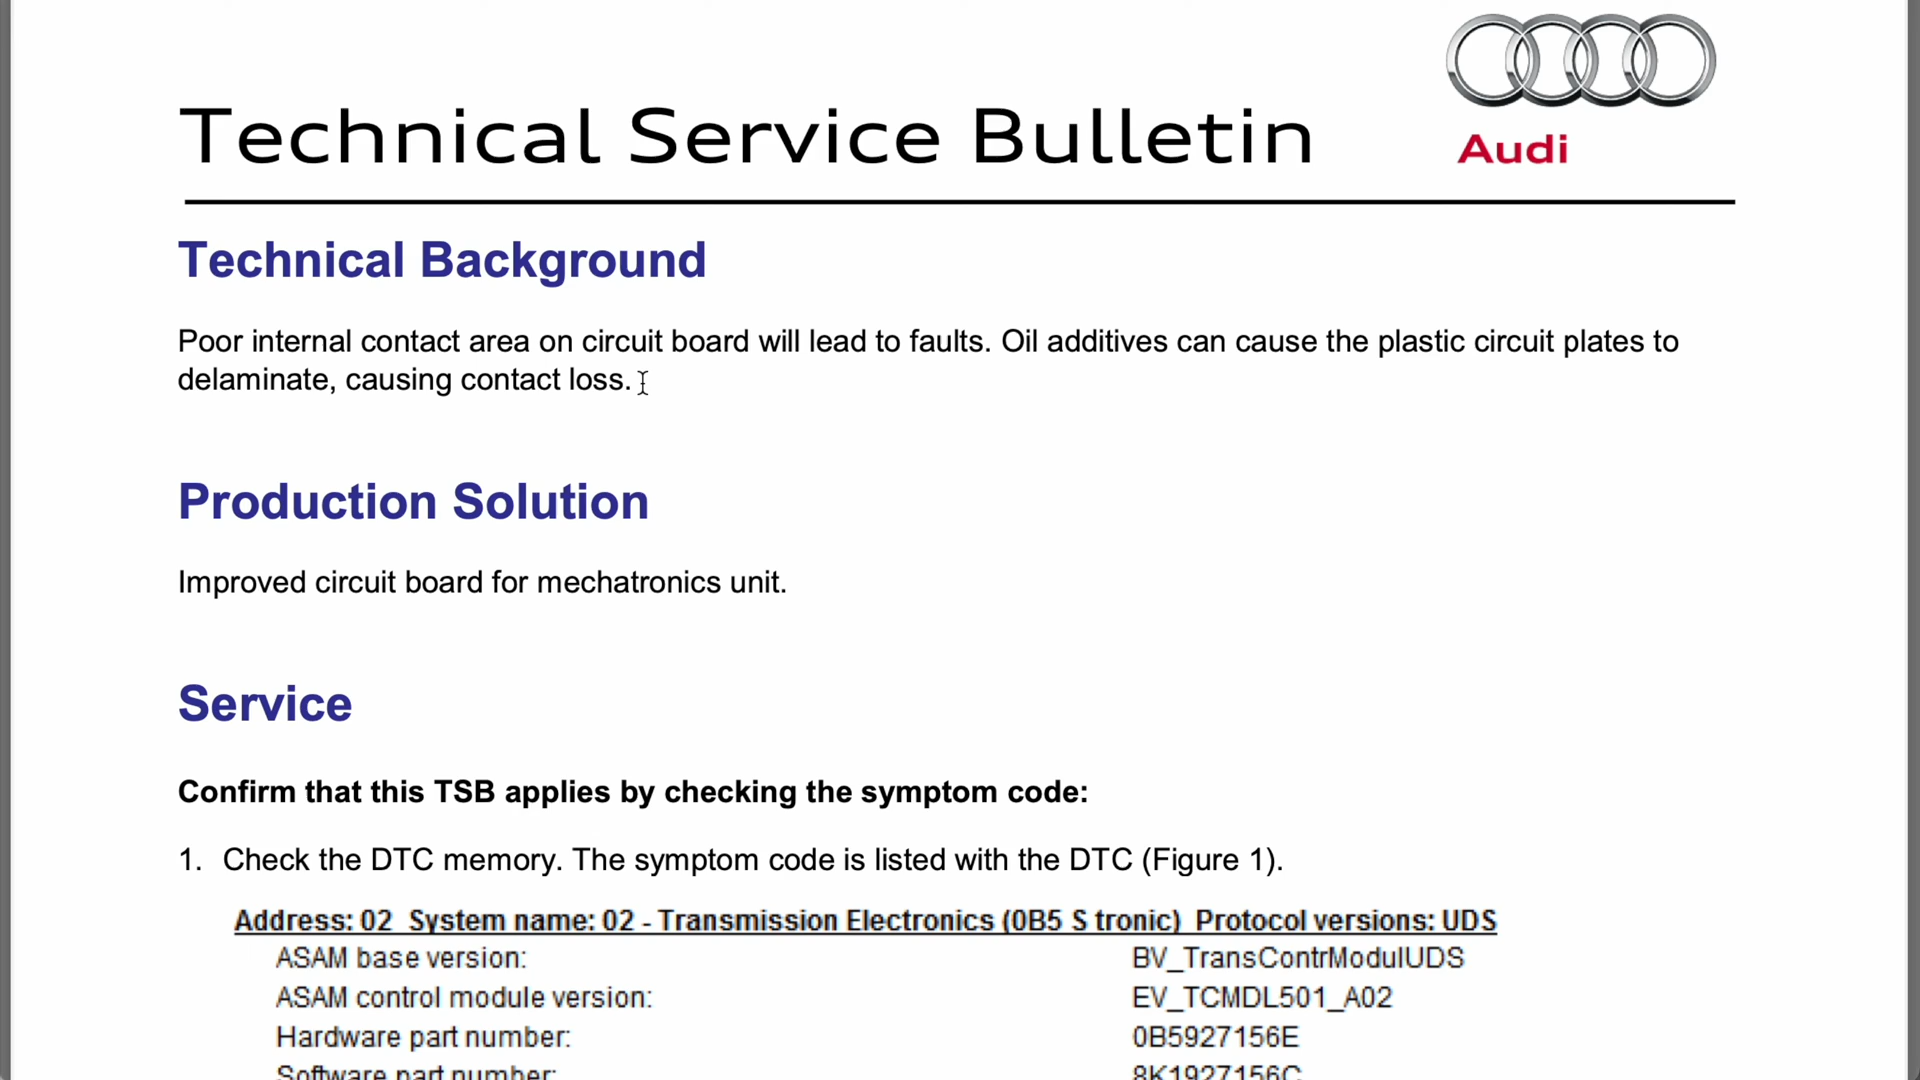 Technical Service Bulletin
Audi
Technical Background
Poor internal contact area on circuit board will lead to faults. Oil additives can cause the plastic circuit plates to
delaminate, causing contact loss.
Production Solution
Improved circuit board for mechatronics unit.
Service
Confirm that this TSB applies by checking the symptom code:
1. Check the DTC memory. The symptom code is listed with the DTC (Figure 1).
Address: 02 System name: 02 - Transmission Electronics (0B5 S tronic) Protocol versions: UDS
ASAM base version: BV_TransContrModulUDS
ASAM control module version: EV_TCMDL501_A02
Hardware part number: 0B5927156E
Software part number: 8K1927156C